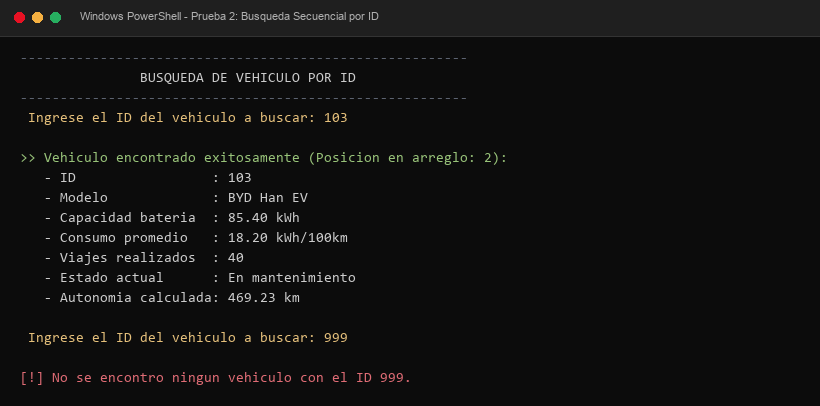 Windows PowerShell - Prueba 2: Busqueda Secuencial por ID
--------------------------------------------------------
BUSQUEDA DE VEHICULO POR ID
--------------------------------------------------------
Ingrese el ID del vehiculo a buscar: 103
>> Vehiculo encontrado exitosamente (Posicion en arreglo: 2):
- ID                 : 103
- Modelo             : BYD Han EV
- Capacidad bateria  : 85.40 kWh
- Consumo promedio   : 18.20 kWh/100km
- Viajes realizados  : 40
- Estado actual      : En mantenimiento
- Autonomia calculada: 469.23 km
Ingrese el ID del vehiculo a buscar: 999
[!] No se encontro ningun vehiculo con el ID 999.